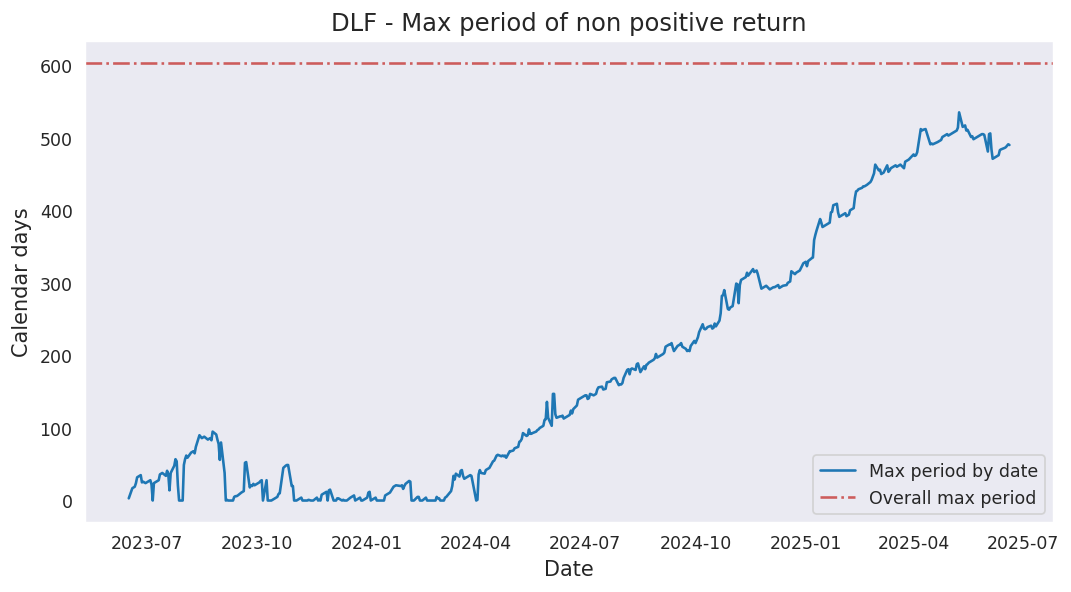 DLF - Max period of non positive return
Calendar days
600
500
400
300
200
100
0
Max period by date
Overall max period
2023-07 2023-10 2024-01 2024-04 2024-07 2024-10 2025-01 2025-04 2025-07
Date